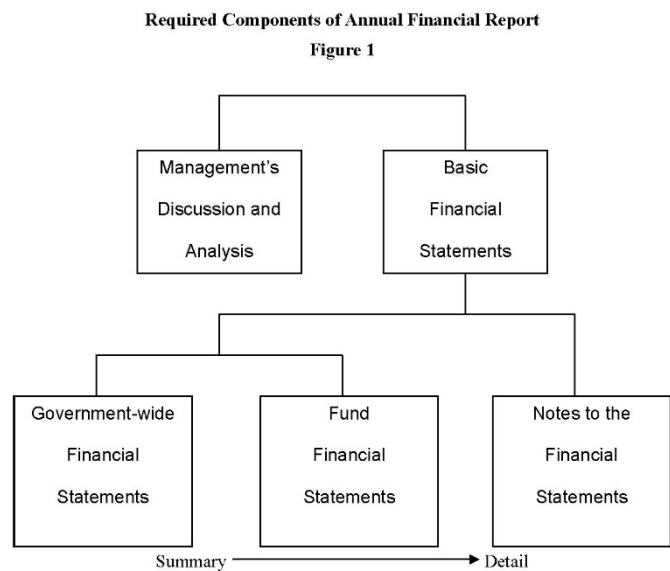 Required Components of Annual Financial Report
Figure 1
Management’s
Discussion and
Analysis
Basic
Financial
Statements
Government-wide
Financial
Statements
Fund
Financial
Statements
Notes to the
Financial
Statements
Summary
Detail